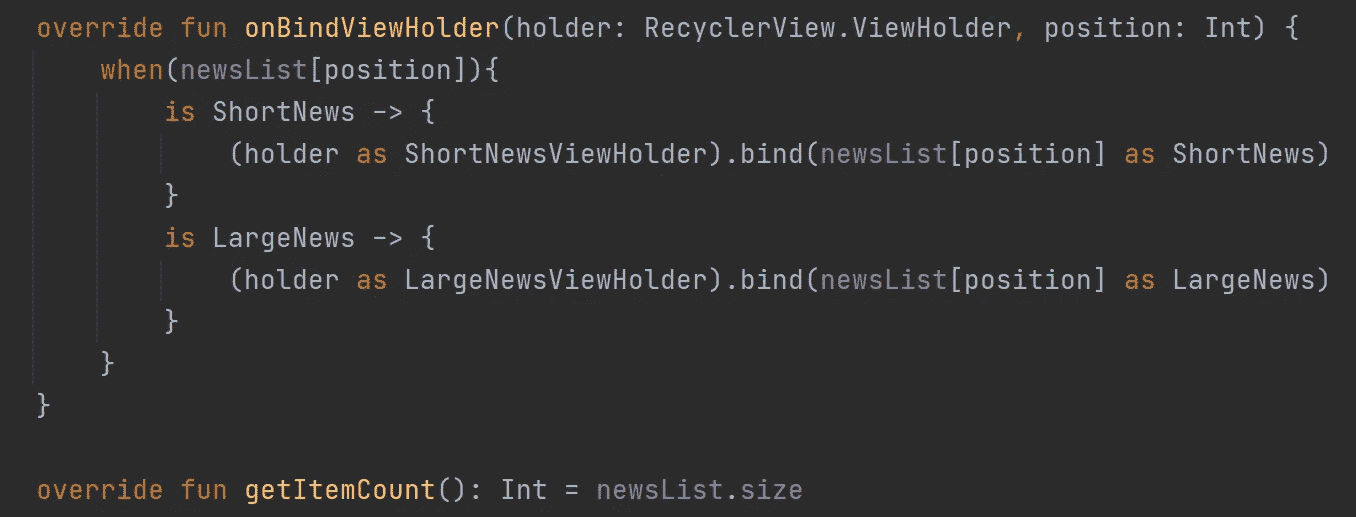 override fun onBindViewHolder(holder: RecyclerView.ViewHolder, position: Int) {
    when(newsList[position]){
        is ShortNews -> {
            (holder as ShortNewsViewHolder).bind(newsList[position] as ShortNews)
        }
        is LargeNews -> {
            (holder as LargeNewsViewHolder).bind(newsList[position] as LargeNews)
        }
    }
}

override fun getItemCount(): Int = newsList.size